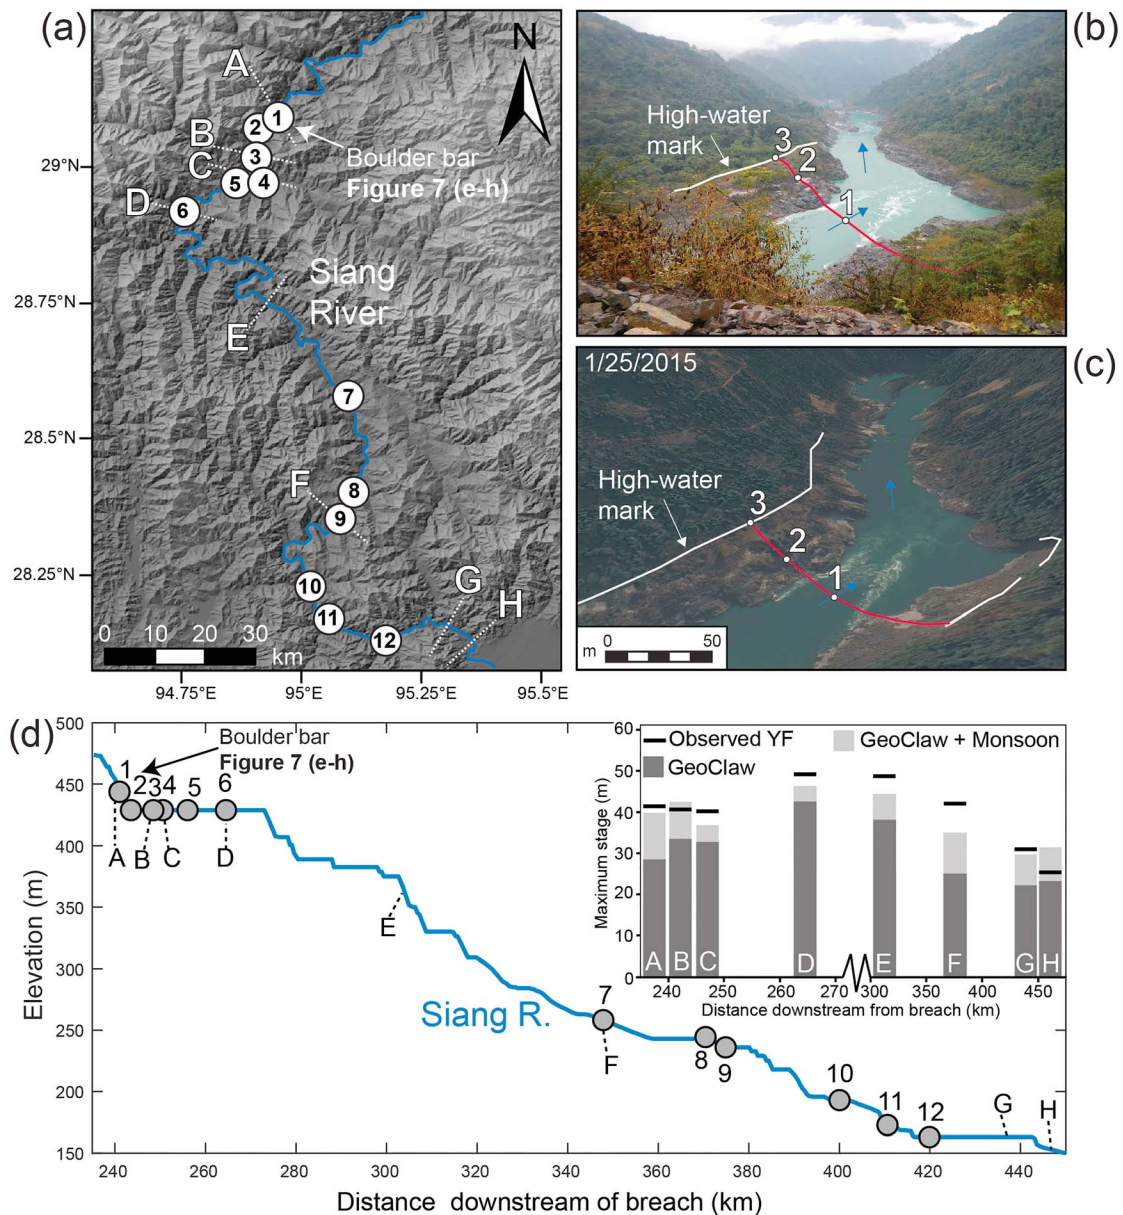 (a)
N
A
1
2
B
3
C
5
4
D
6
Boulder bar
Figure 7 (e-h)
Siang
River
E
7
F
8
9
10
11
12
G
H
29°N
28.75°N
28.5°N
28.25°N
0 10 20 30
km
94.75°E 95°E 95.25°E 95.5°E
(b)
High-water
mark
3
2
1
(c)
1/25/2015
High-water
mark
3
2
1
m 0 50
(d)
Elevation (m)
500
450
400
350
300
250
200
150
Boulder bar
Figure 7 (e-h)
1
2 3 4 5 6
A B C D
E
Siang R.
7
F
8
9
10
11
12
G
H
240 260 280 300 320 340 360 380 400 420 440
Distance downstream of breach (km)
Maximum stage (m)
60
50
40
30
20
10
0
Observed YF
GeoClaw + Monsoon
GeoClaw
A B C D E F G H
240 250 260 270 300 350 400 450
Distance downstream from breach (km)